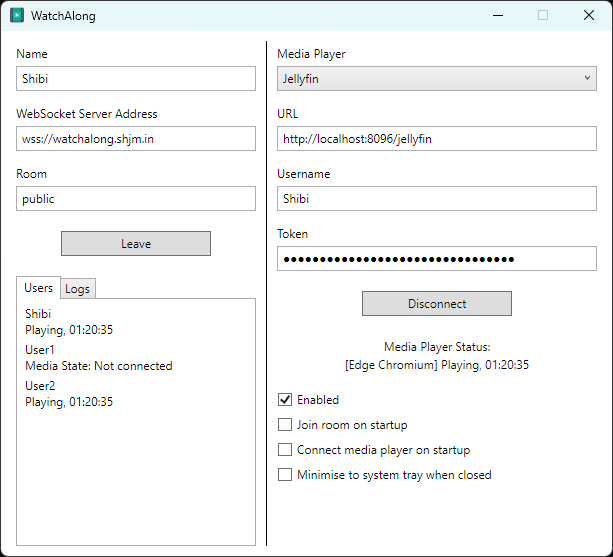 WatchAlong
Name
Shibi
WebSocket Server Address
wss://watchalong.shjm.in
Room
public
Leave
Users
Logs
Shibi
Playing, 01:20:35
User1
Media State: Not connected
User2
Playing, 01:20:35
Media Player
Jellyfin
URL
http://localhost:8096/jellyfin
Username
Shibi
Token
●●●●●●●●●●●●●●●●●●●●●●●●●●●●●●●●
Disconnect
Media Player Status:
[Edge Chromium] Playing, 01:20:35
Enabled
Join room on startup
Connect media player on startup
Minimise to system tray when closed